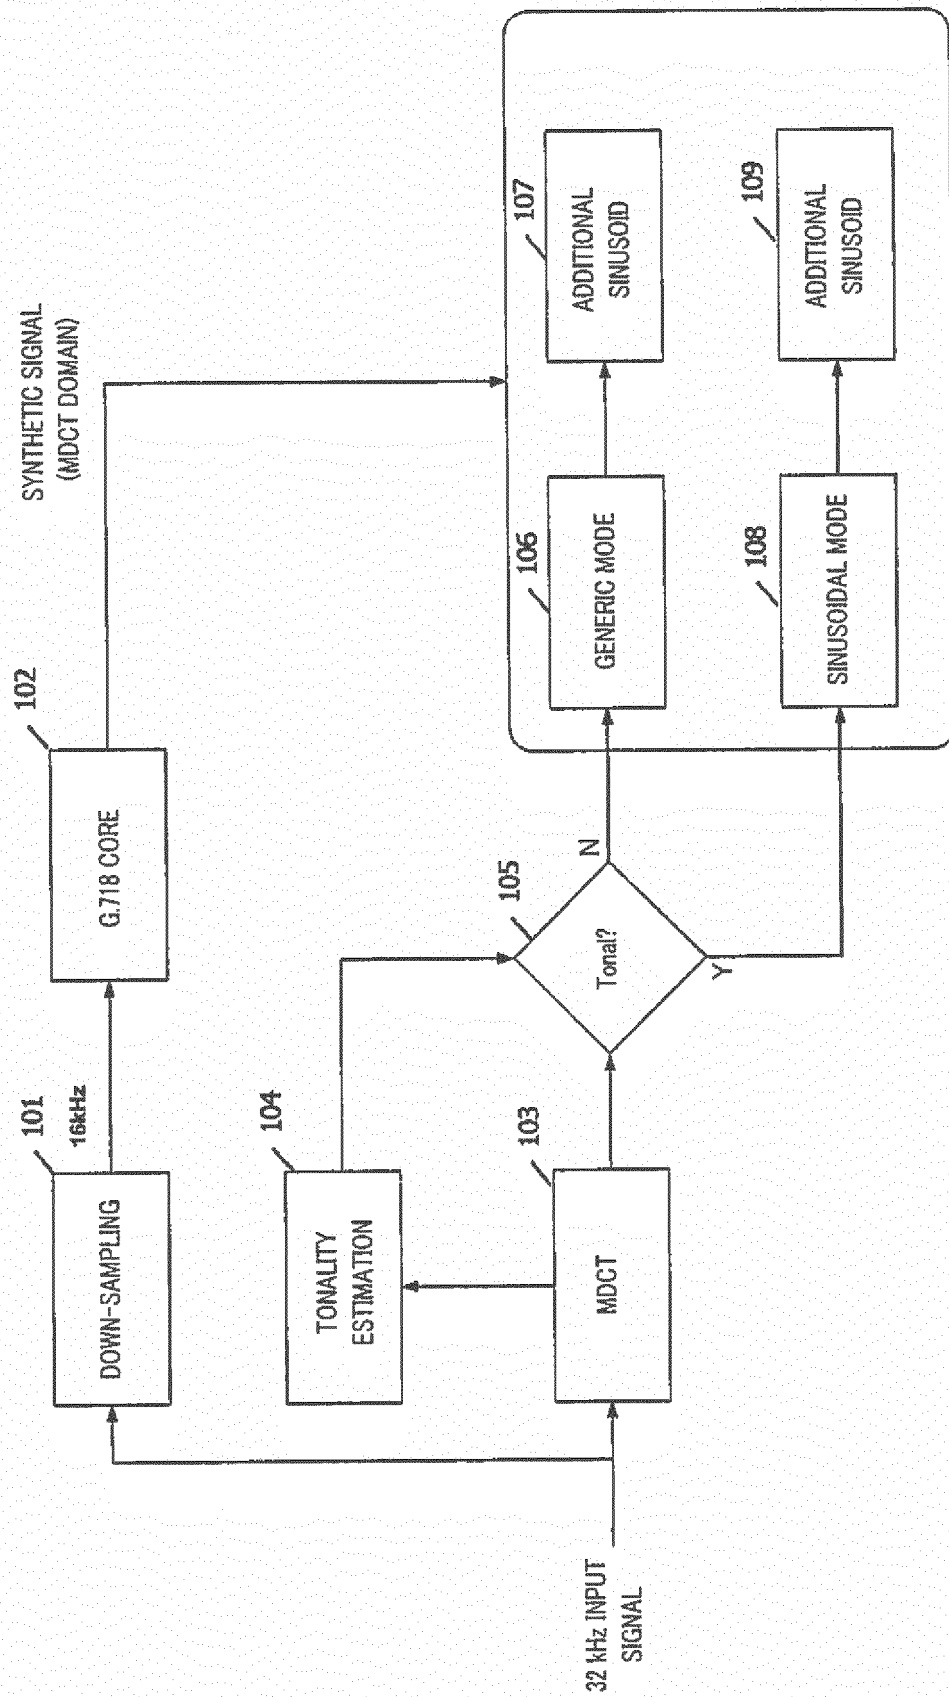 SYNTHETIC SIGNAL
(MDCT DOMAIN)
101
DOWN-SAMPLING
16kHz
102
G.718 CORE
104
TONALITY
ESTIMATION
32 kHz INPUT
SIGNAL
103
MDCT
105
Tonal?
N
Y
106
GENERIC MODE
107
ADDITIONAL
SINUSOID
108
SINUSOIDAL MODE
109
ADDITIONAL
SINUSOID